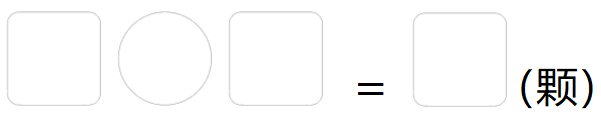 = (颗)